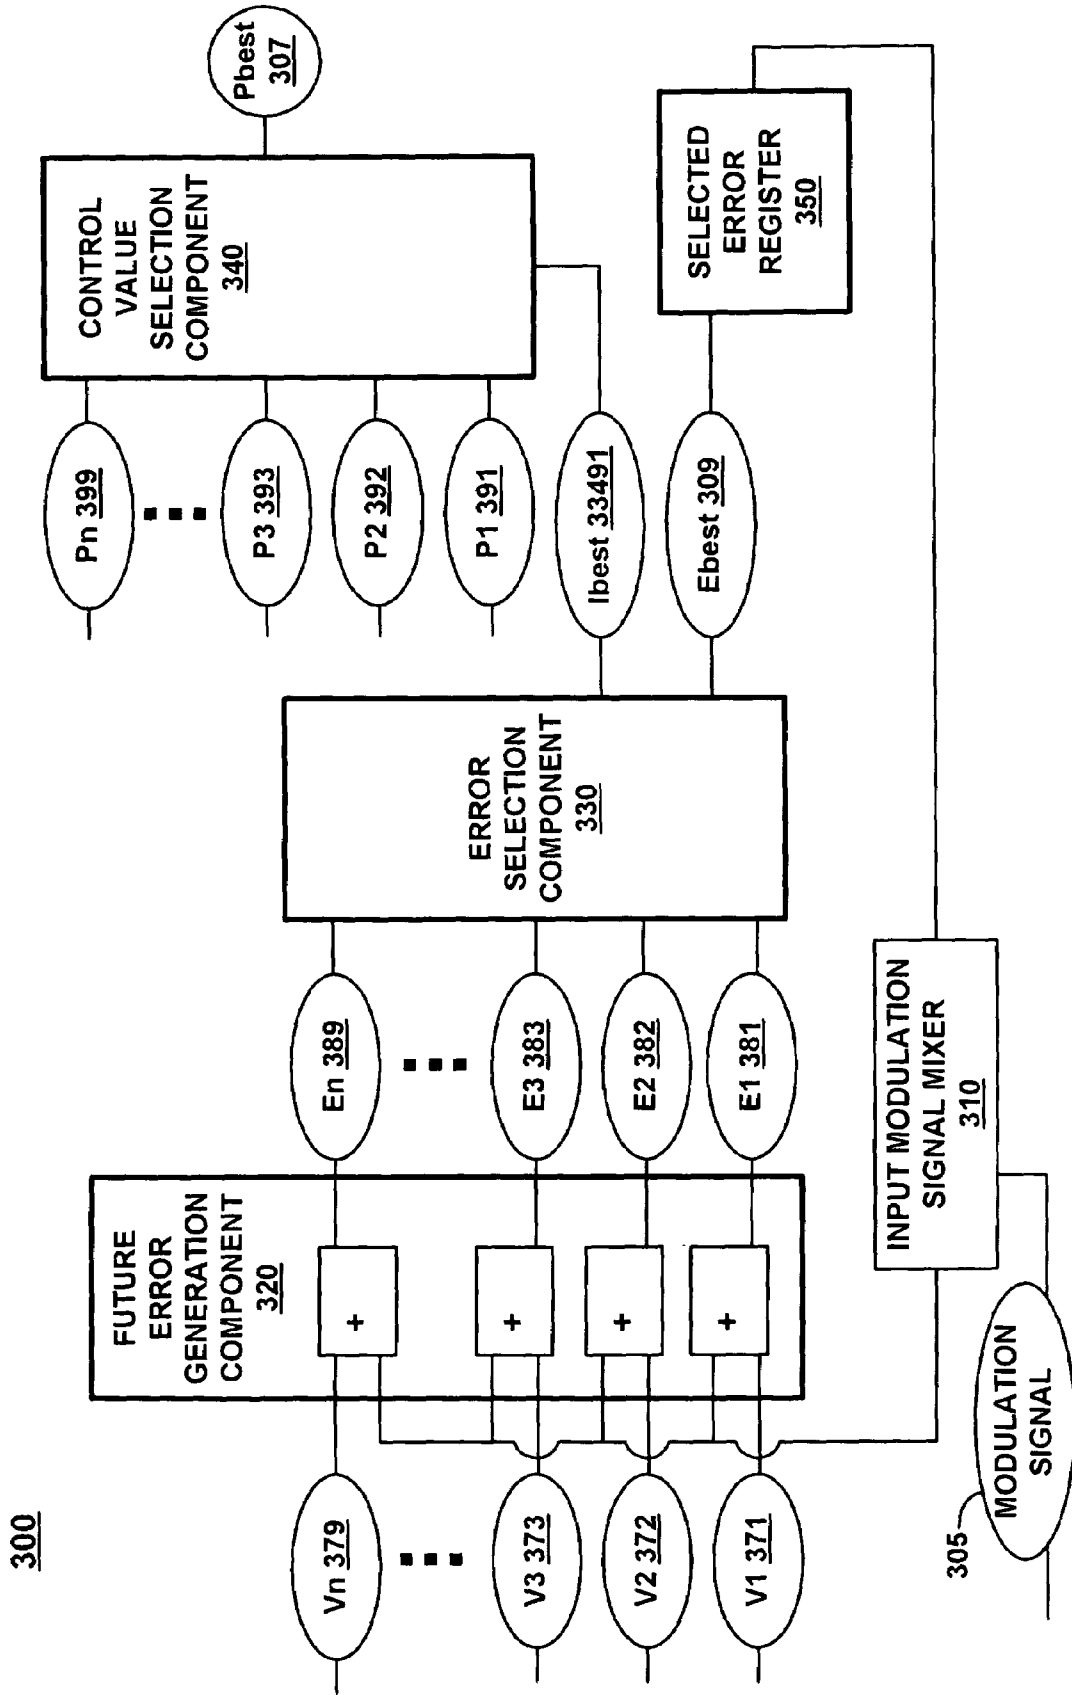 300
Vn 379
V3 373
V2 372
V1 371
305
MODULATION
SIGNAL
FUTURE
ERROR
GENERATION
COMPONENT
320
+
+
+
+
INPUT MODULATION
SIGNAL MIXER
310
En 389
E3 383
E2 382
E1 381
ERROR
SELECTION
COMPONENT
330
Pn 399
P3 393
P2 392
P1 391
Ibest 33491
Ebest 309
CONTROL
VALUE
SELECTION
COMPONENT
340
SELECTED
ERROR
REGISTER
350
Pbest
307